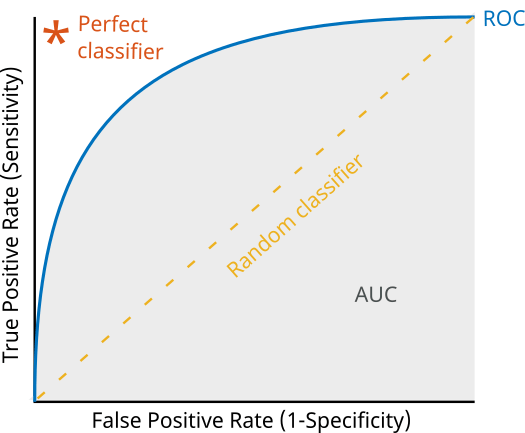 * Perfect
classifier
ROC
True Positive Rate (Sensitivity)
Random classifier
AUC
False Positive Rate (1-Specificity)